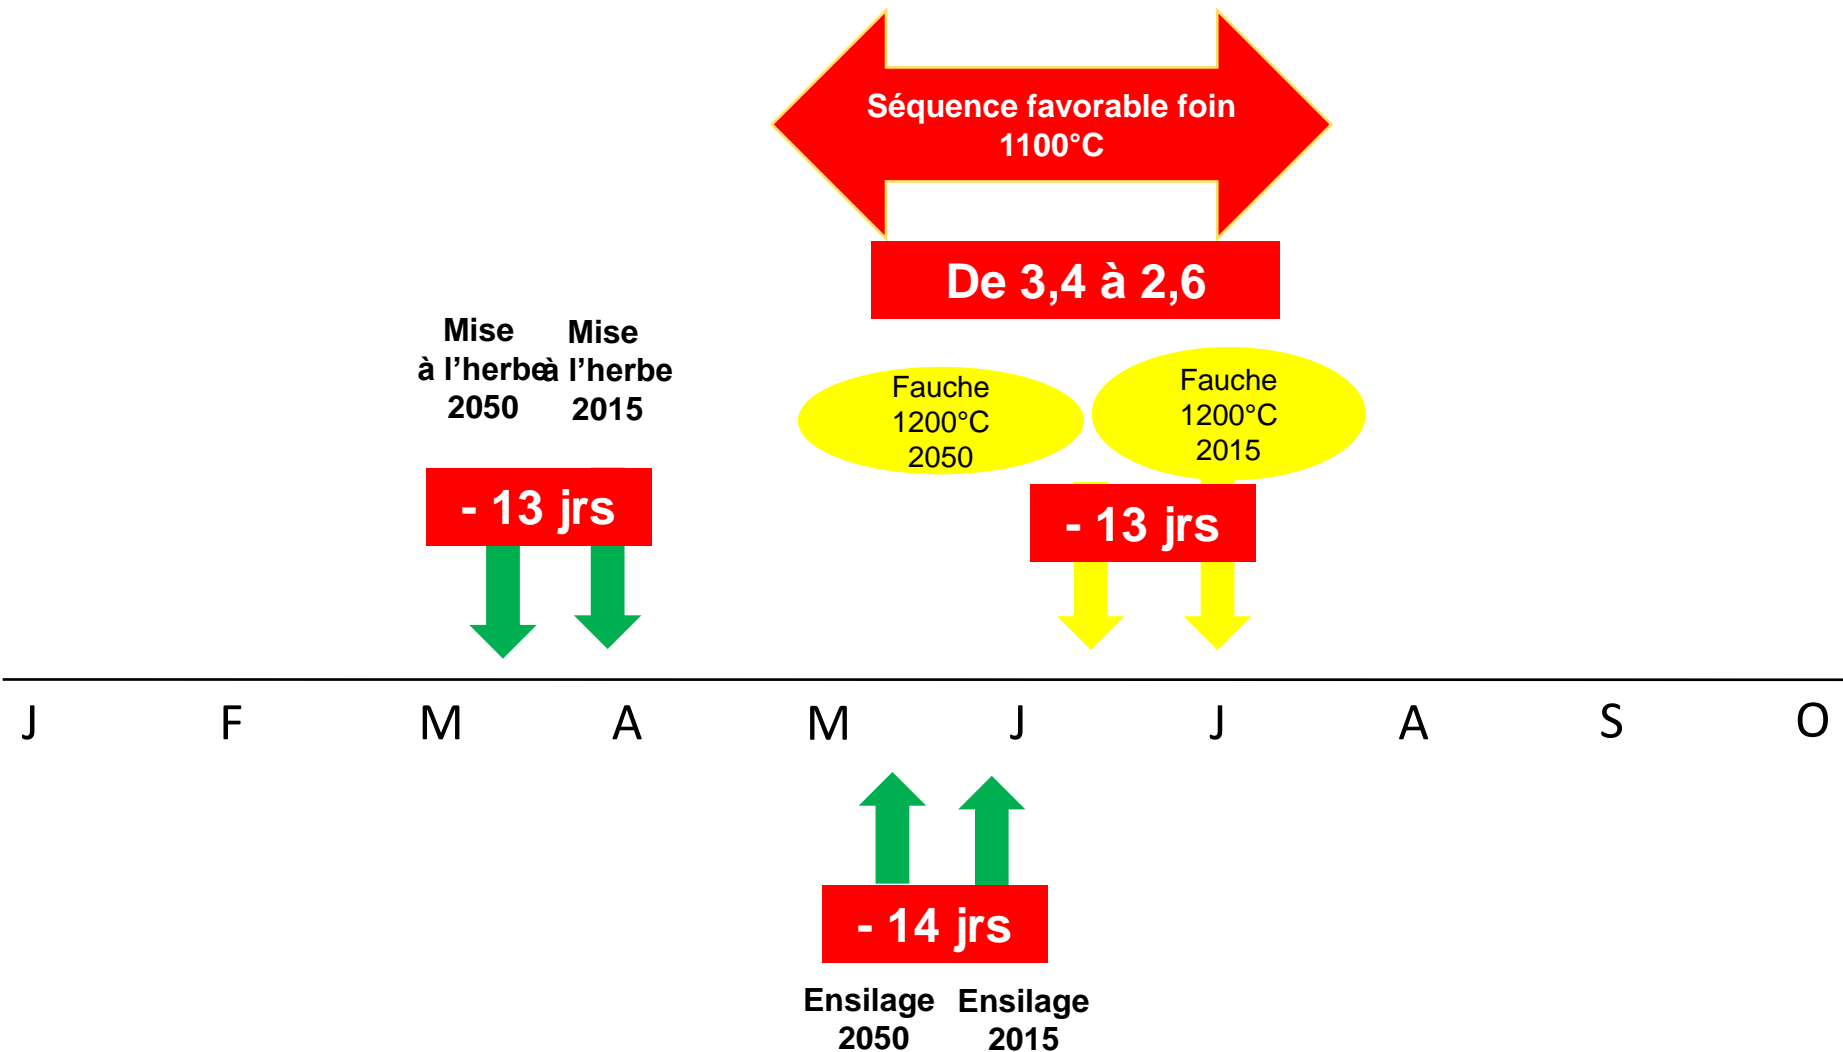 Séquence favorable foin
1100°C
De 3,4 à 2,6
Mise
à l’herbe
2050
Mise
à l’herbe
2015
Fauche
1200°C
2050
Fauche
1200°C
2015
- 13 jrs
- 13 jrs
J F M A M J J A S O
- 14 jrs
Ensilage
2050
Ensilage
2015